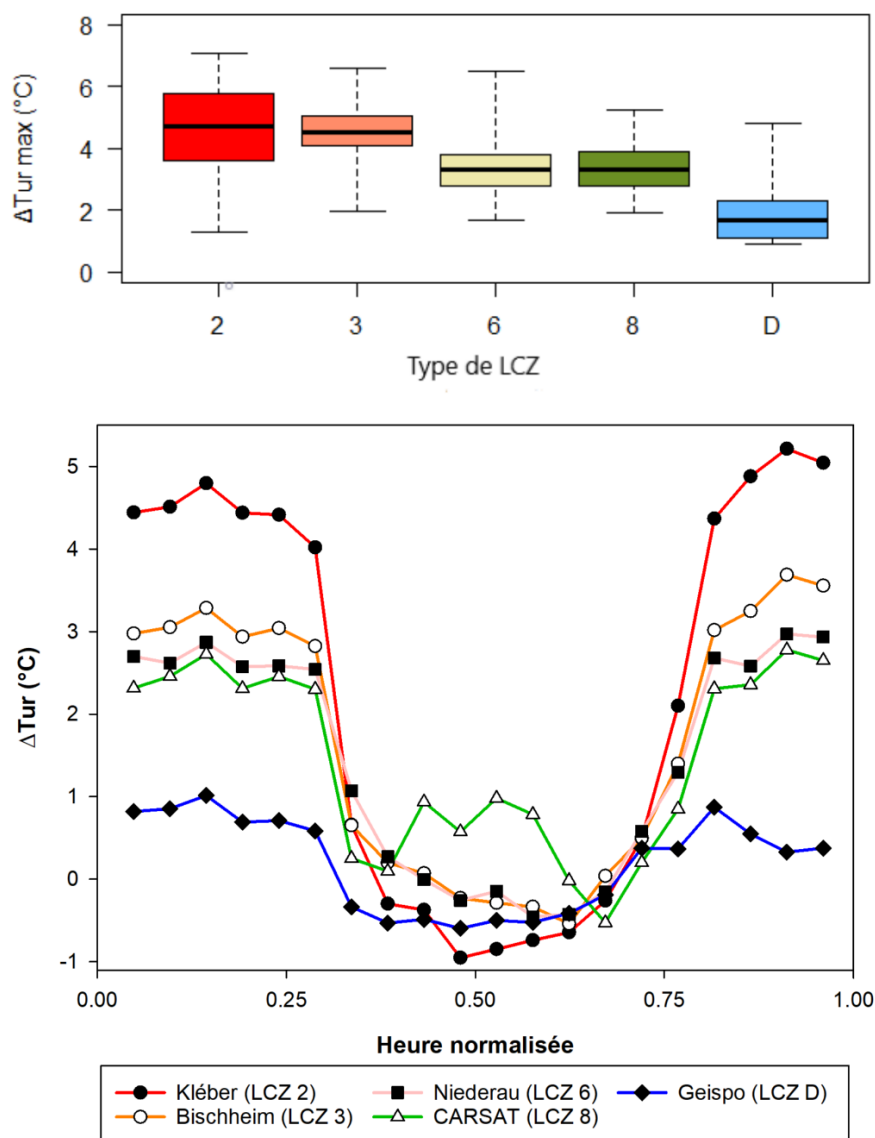 8
6
4
2
0
ΔTur max (°C)
2 3 6 8 D
Type de LCZ
5
4
3
2
1
0
-1
ΔTur (°C)
0.00 0.25 0.50 0.75 1.00
Heure normalisée
Kléber (LCZ 2) Niederau (LCZ 6) Geispo (LCZ D)
Bischheim (LCZ 3) CARSAT (LCZ 8)